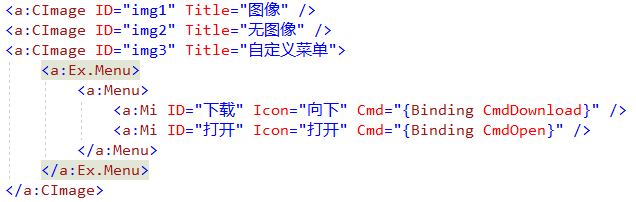 <a:CImage ID="img1" Title="图像" />
<a:CImage ID="img2" Title="无图像" />
<a:CImage ID="img3" Title="自定义菜单">
<a:Ex.Menu>
<a:Menu>
<a:Mi ID="下载" Icon="向下" Cmd="{Binding CmdDownload}" />
<a:Mi ID="打开" Icon="打开" Cmd="{Binding CmdOpen}" />
</a:Menu>
</a:Ex.Menu>
</a:CImage>